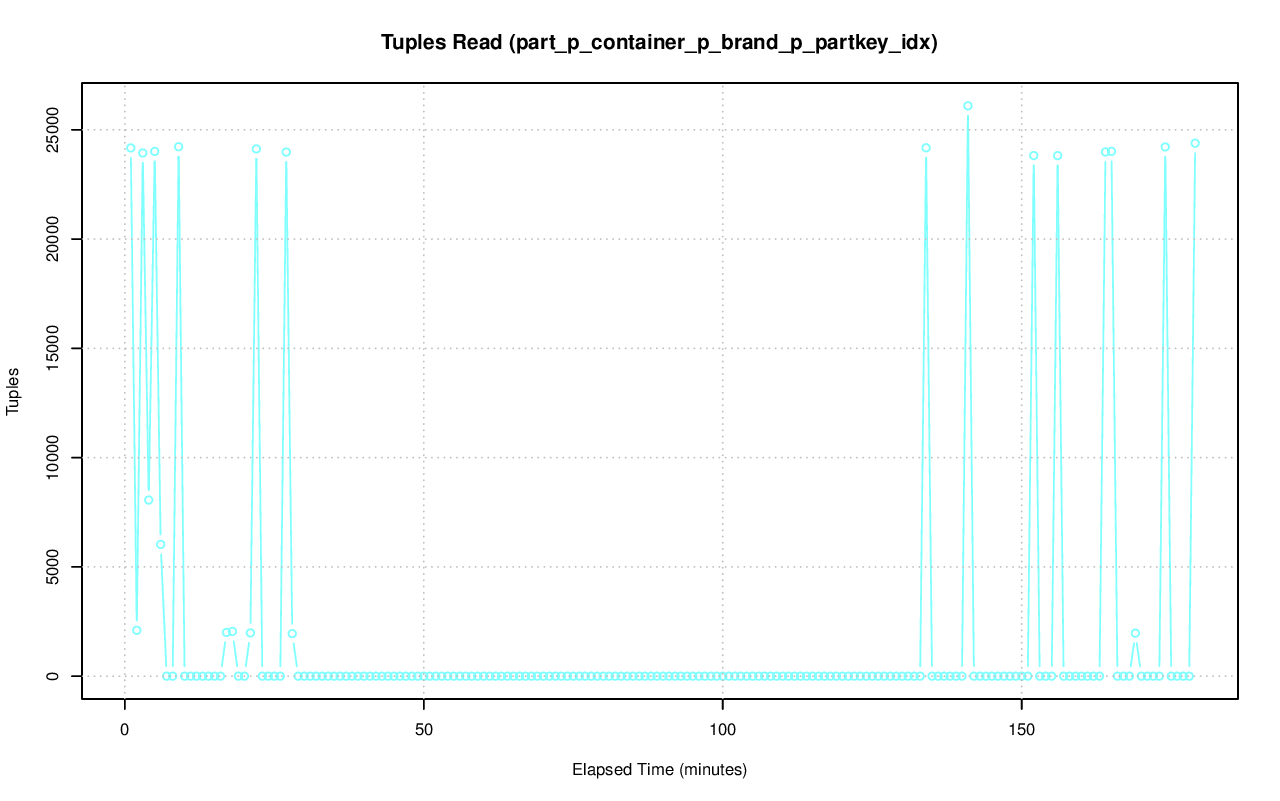 Tuples Read (part_p_container_p_brand_p_partkey_idx)
25000
20000
15000
10000
5000
0
Tuples
0 50 100 150
Elapsed Time (minutes)